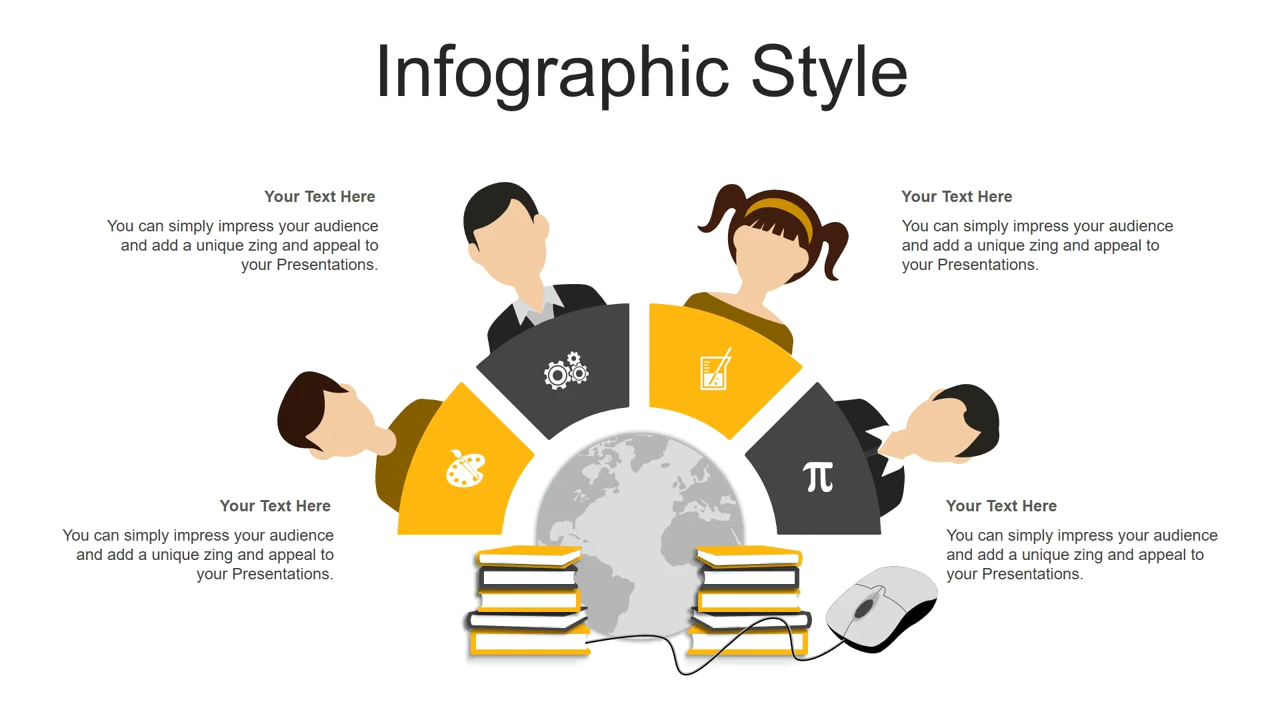 Infographic Style
Your Text Here
You can simply impress your audience
and add a unique zing and appeal to
your Presentations.
Your Text Here
You can simply impress your audience
and add a unique zing and appeal to
your Presentations.
π
Your Text Here
You can simply impress your audience
and add a unique zing and appeal to
your Presentations.
Your Text Here
You can simply impress your audience
and add a unique zing and appeal to
your Presentations.